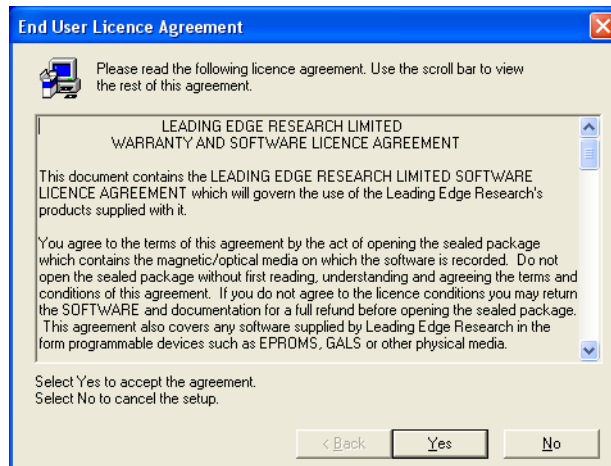 End User Licence Agreement
Please read the following licence agreement. Use the scroll bar to view
the rest of this agreement.
LEADING EDGE RESEARCH LIMITED
WARRANTY AND SOFTWARE LICENCE AGREEMENT
This document contains the LEADING EDGE RESEARCH LIMITED SOFTWARE
LICENCE AGREEMENT which will govern the use of the Leading Edge Research's
products supplied with it.
You agree to the terms of this agreement by the act of opening the sealed package
which contains the magnetic/optical media on which the software is recorded.  Do not
open the sealed package without first reading, understanding and agreeing the terms and
conditions of this agreement.  If you do not agree to the licence conditions you may return
the SOFTWARE and documentation for a full refund before opening the sealed package.
This agreement also covers any software supplied by Leading Edge Research in the
form programmable devices such as EPROMS, GALS or other physical media.
Select Yes to accept the agreement.
Select No to cancel the setup.
< Back
Yes
No